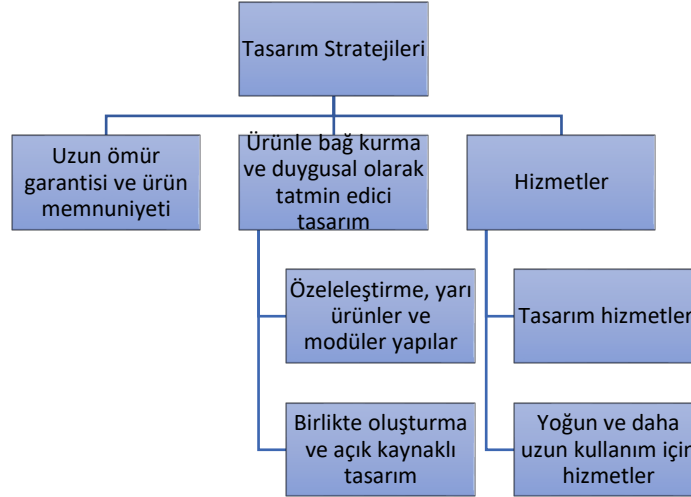 Tasarım Stratejileri
Uzun ömür
garantisi ve ürün
memnuniyeti
Ürünle bağ kurma
ve duygusal olarak
tatmin edici
tasarım
Hizmetler
Özeleleştirme, yarı
ürünler ve
modüler yapılar
Tasarım hizmetler
Birlikte oluşturma
ve açık kaynaklı
tasarım
Yoğun ve daha
uzun kullanım için
hizmetler